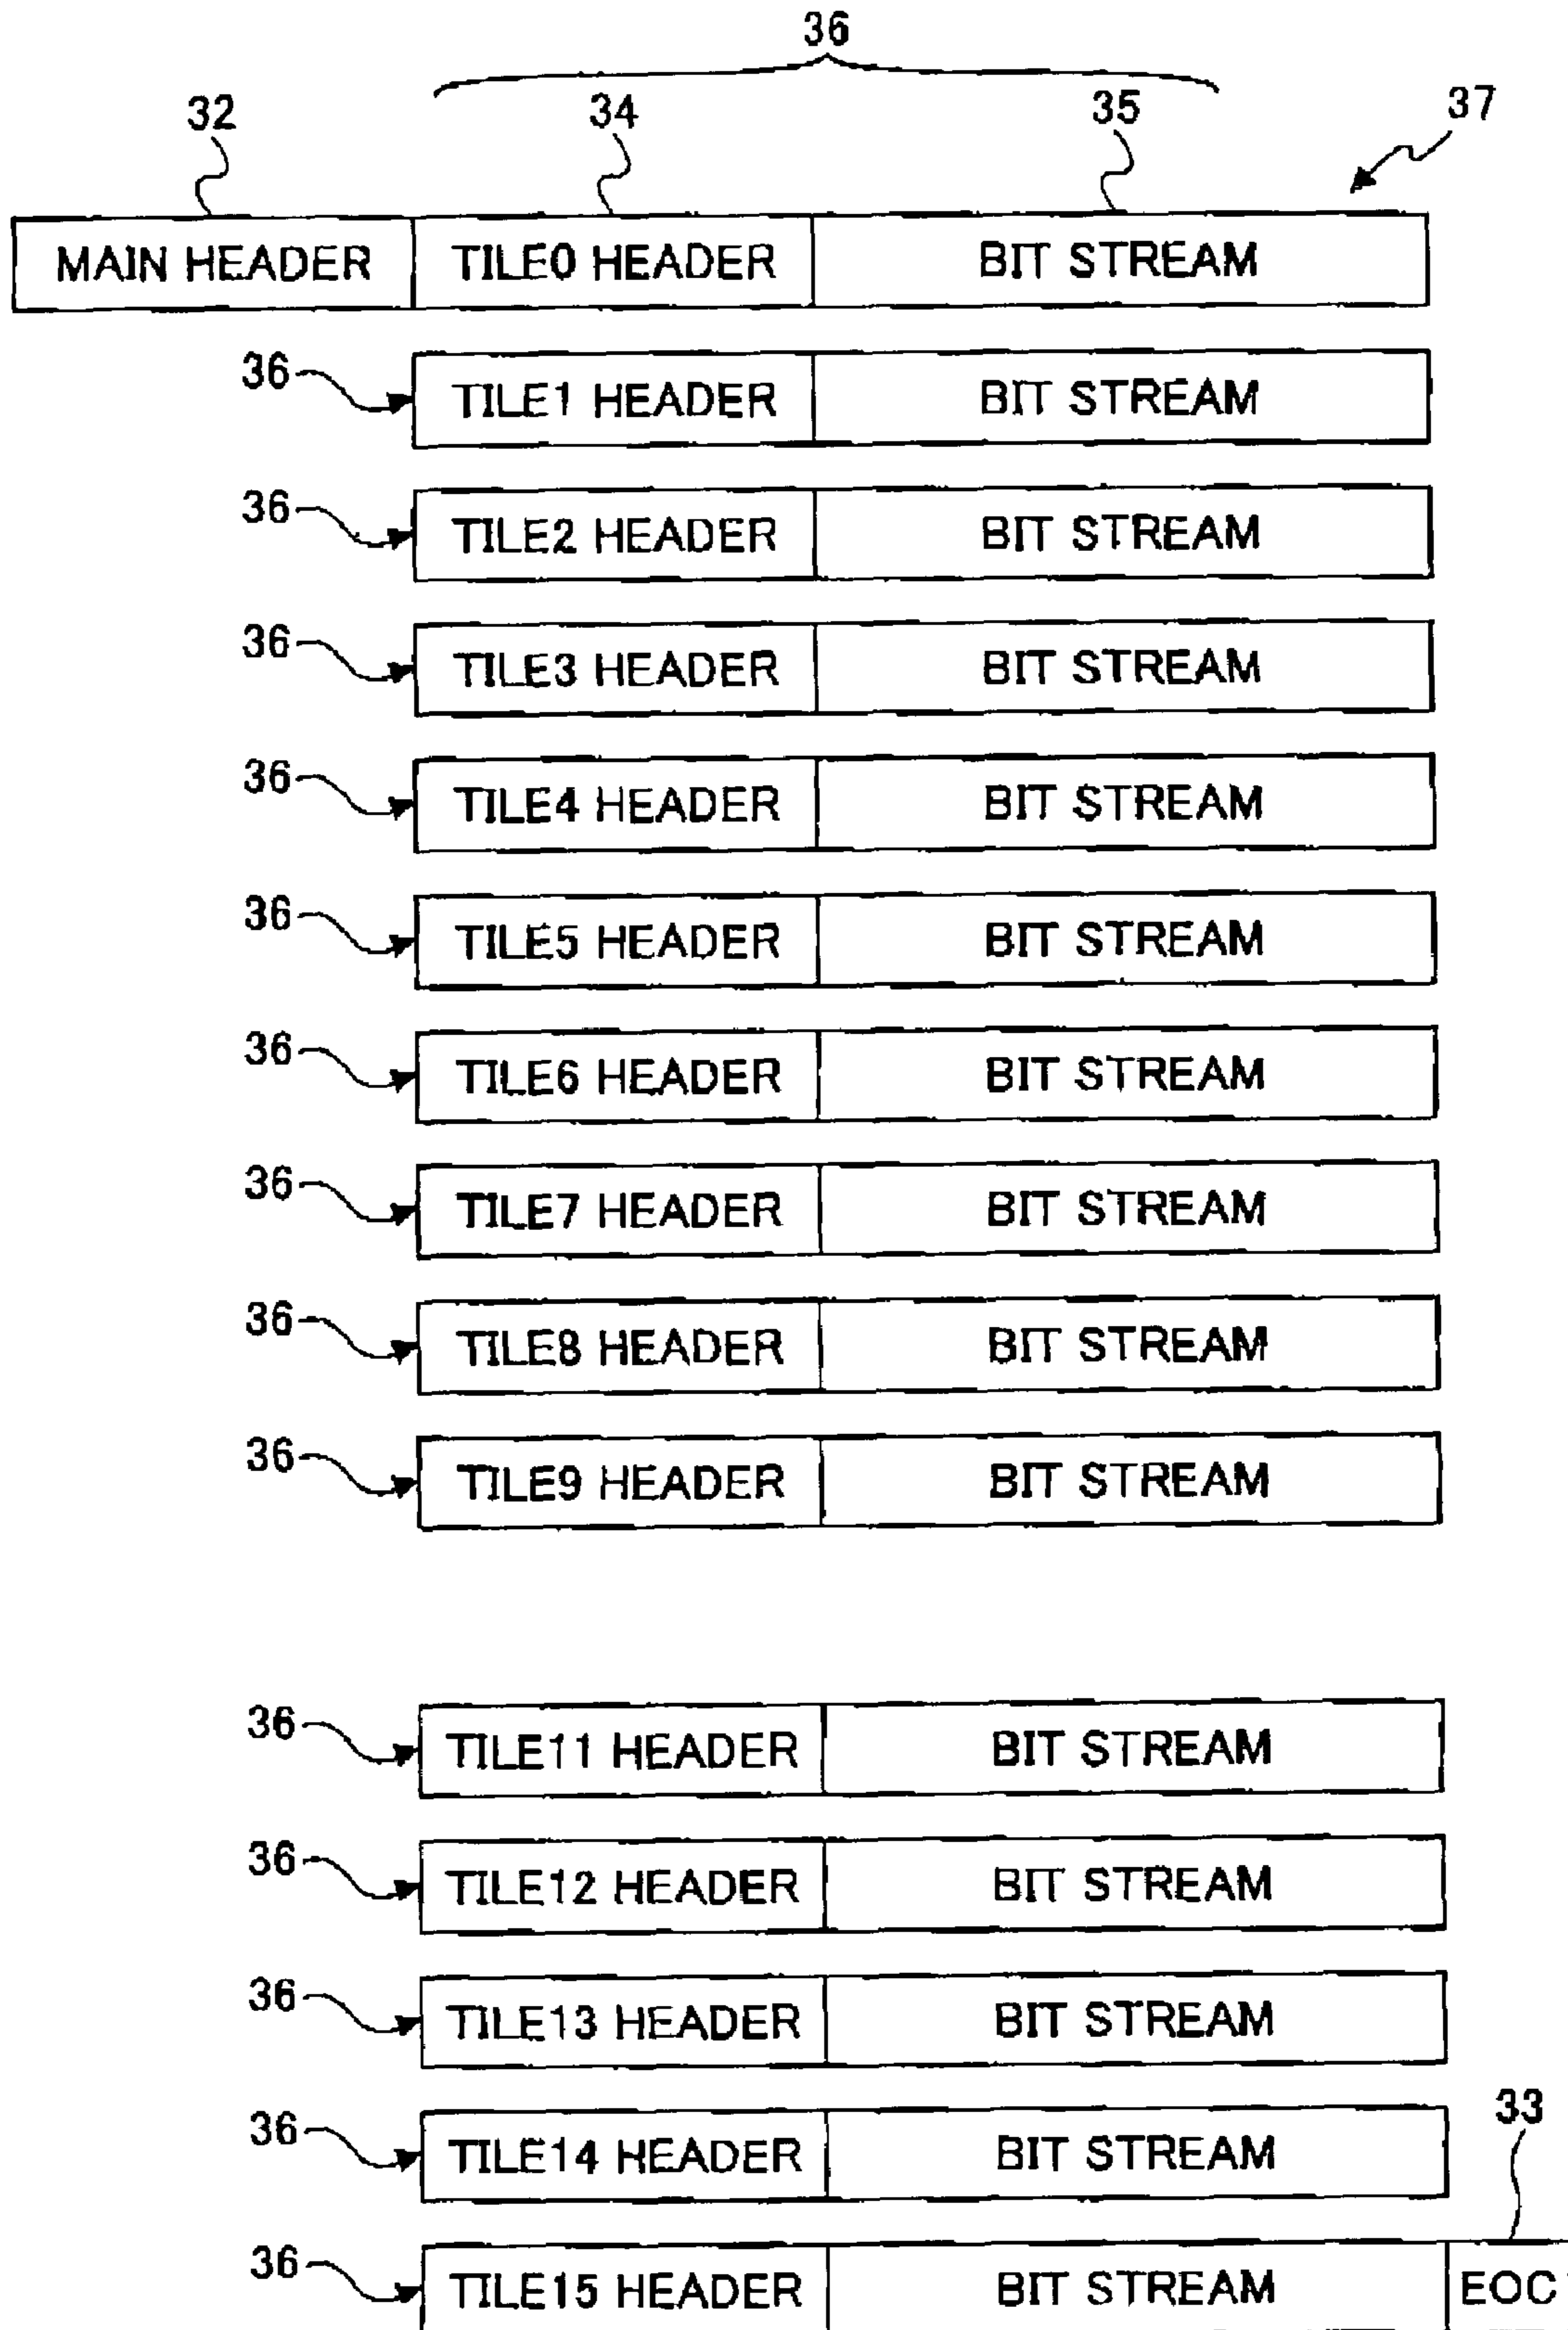 36
32 34 35 37
MAIN HEADER TILE0 HEADER BIT STREAM
36 TILE1 HEADER BIT STREAM
36 TILE2 HEADER BIT STREAM
36 TILE3 HEADER BIT STREAM
36 TILE4 HEADER BIT STREAM
36 TILE5 HEADER BIT STREAM
36 TILE6 HEADER BIT STREAM
36 TILE7 HEADER BIT STREAM
36 TILE8 HEADER BIT STREAM
36 TILE9 HEADER BIT STREAM
36 TILE11 HEADER BIT STREAM
36 TILE12 HEADER BIT STREAM
36 TILE13 HEADER BIT STREAM
36 TILE14 HEADER BIT STREAM
33
36 TILE15 HEADER BIT STREAM EOC